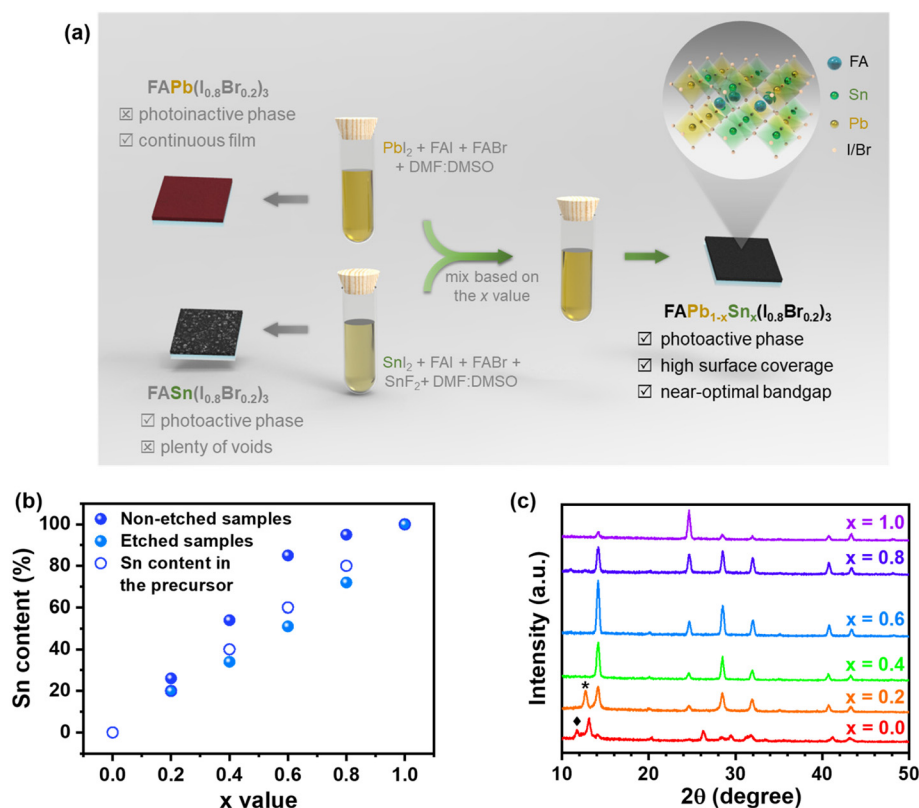 (a)
FAPb(I0.8Br0.2)3
☒ photoinactive phase
☑ continuous film
PbI2 + FAI + FABr
+ DMF:DMSO
FA
Sn
Pb
I/Br
mix based on
the x value
FASn(I0.8Br0.2)3
☑ photoactive phase
☒ plenty of voids
SnI2 + FAI + FABr +
SnF2+ DMF:DMSO
FAPb1-xSnx(I0.8Br0.2)3
☑ photoactive phase
☑ high surface coverage
☑ near-optimal bandgap
(b)
Non-etched samples
Etched samples
Sn content in
the precursor
Sn content (%)
100
80
60
40
20
0
0.0 0.2 0.4 0.6 0.8 1.0
x value
(c)
Intensity (a.u.)
x = 1.0
x = 0.8
x = 0.6
x = 0.4
* x = 0.2
♦ x = 0.0
10 20 30 40 50
2θ (degree)